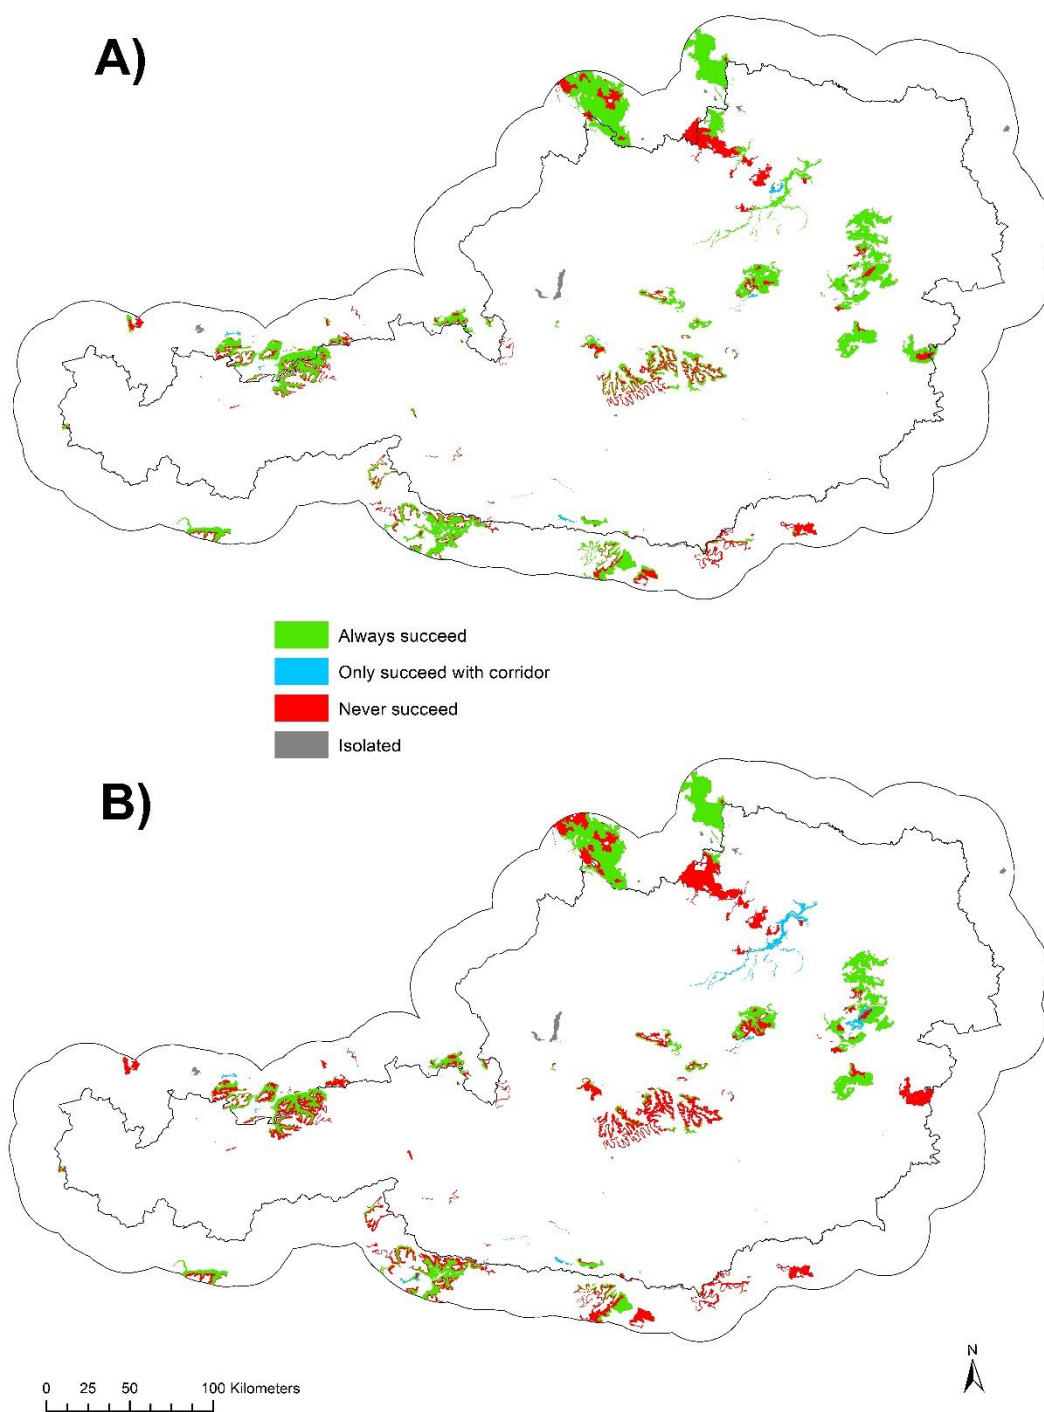 A)
Always succeed
Only succeed with corridor
Never succeed
Isolated
B)
N
0 25 50 100 Kilometers